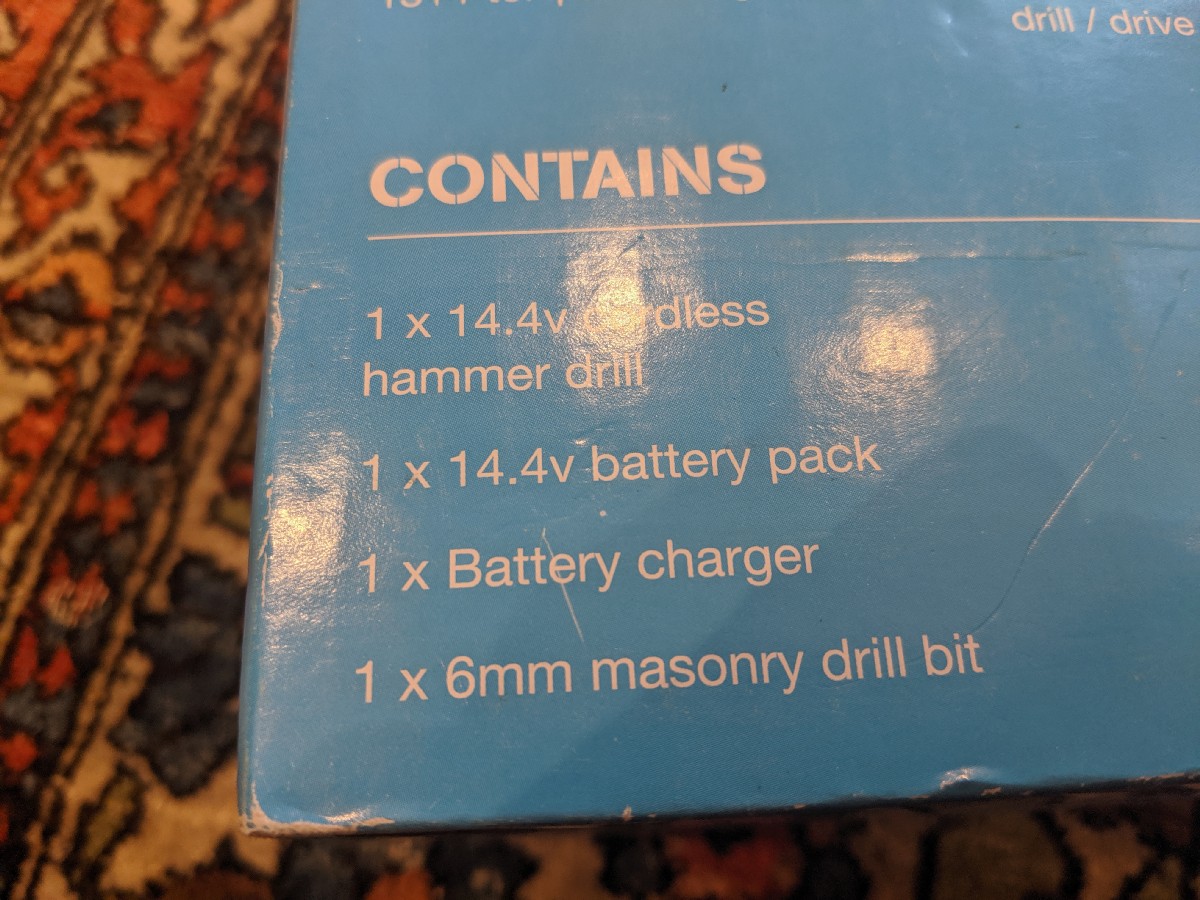 drill / drive
CONTAINS
1 x 14.4v cordless
hammer drill
1 x 14.4v battery pack
1 x Battery charger
1 x 6mm masonry drill bit